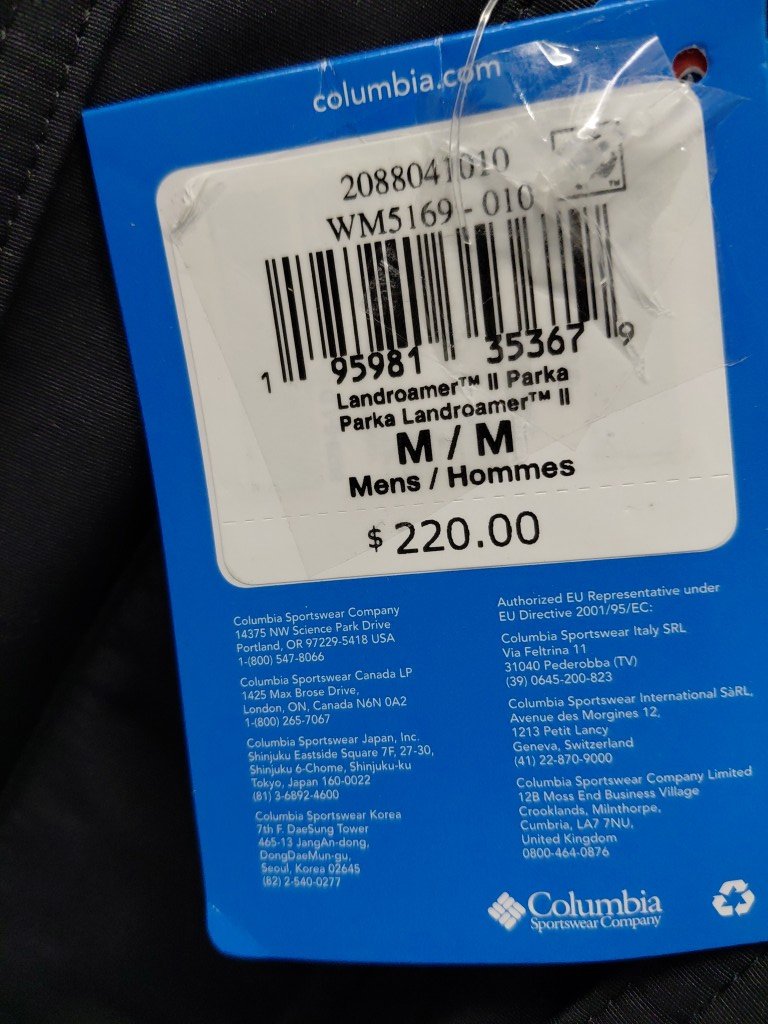 columbia.com
2088041010
WM5169 - 010
1 95981 35367 9
Landroamer™ II Parka
Parka Landroamer™ II
M / M
Mens / Hommes
$ 220.00
Columbia Sportswear Company
14375 NW Science Park Drive
Portland, OR 97229-5418 USA
1-(800) 547-8066
Columbia Sportswear Canada LP
1425 Max Brose Drive,
London, ON, Canada N6N 0A2
1-(800) 265-7067
Columbia Sportswear Japan, Inc.
Shinjuku Eastside Square 7F, 27-30,
Shinjuku 6-Chome, Shinjuku-ku
Tokyo, Japan 160-0022
(81) 3-6892-4600
Columbia Sportswear Korea
7th F. DaeSung Tower
465-13 JangAn-dong,
DongDaeMun-gu,
Seoul, Korea 02645
(82) 2-540-0277
Authorized EU Representative under
EU Directive 2001/95/EC:
Columbia Sportswear Italy SRL
Via Feltrina 11
31040 Pederobba (TV)
(39) 0645-200-823
Columbia Sportswear International SàRL,
Avenue des Morgines 12,
1213 Petit Lancy
Geneva, Switzerland
(41) 22-870-9000
Columbia Sportswear Company Limited
12B Moss End Business Village
Crooklands, Milnthorpe,
Cumbria, LA7 7NU,
United Kingdom
0800-464-0876
Columbia
Sportswear Company